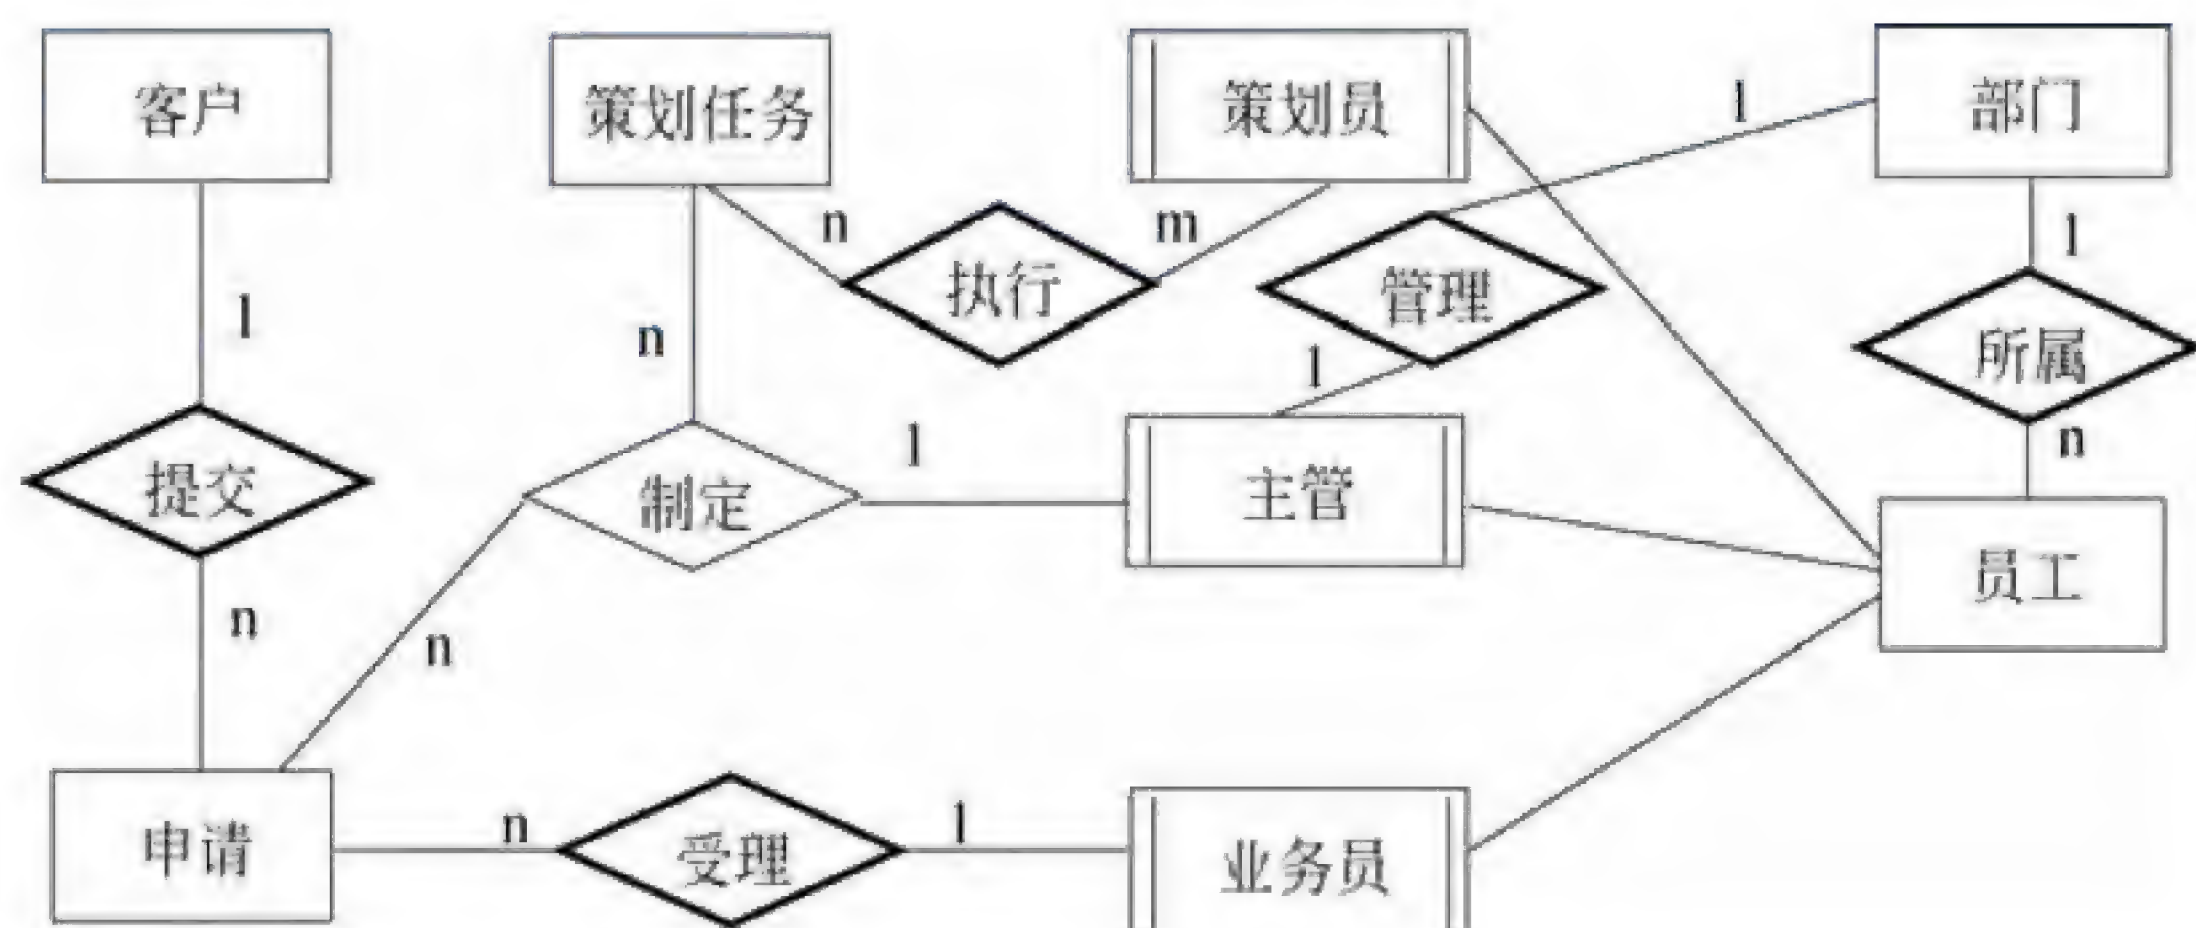 客户
策划任务
策划员
部门
1
n
m
执行
管理
1
1
n
1
所属
n
1
提交
制定
主管
员工
n
n
申请
n
受理
1
业务员